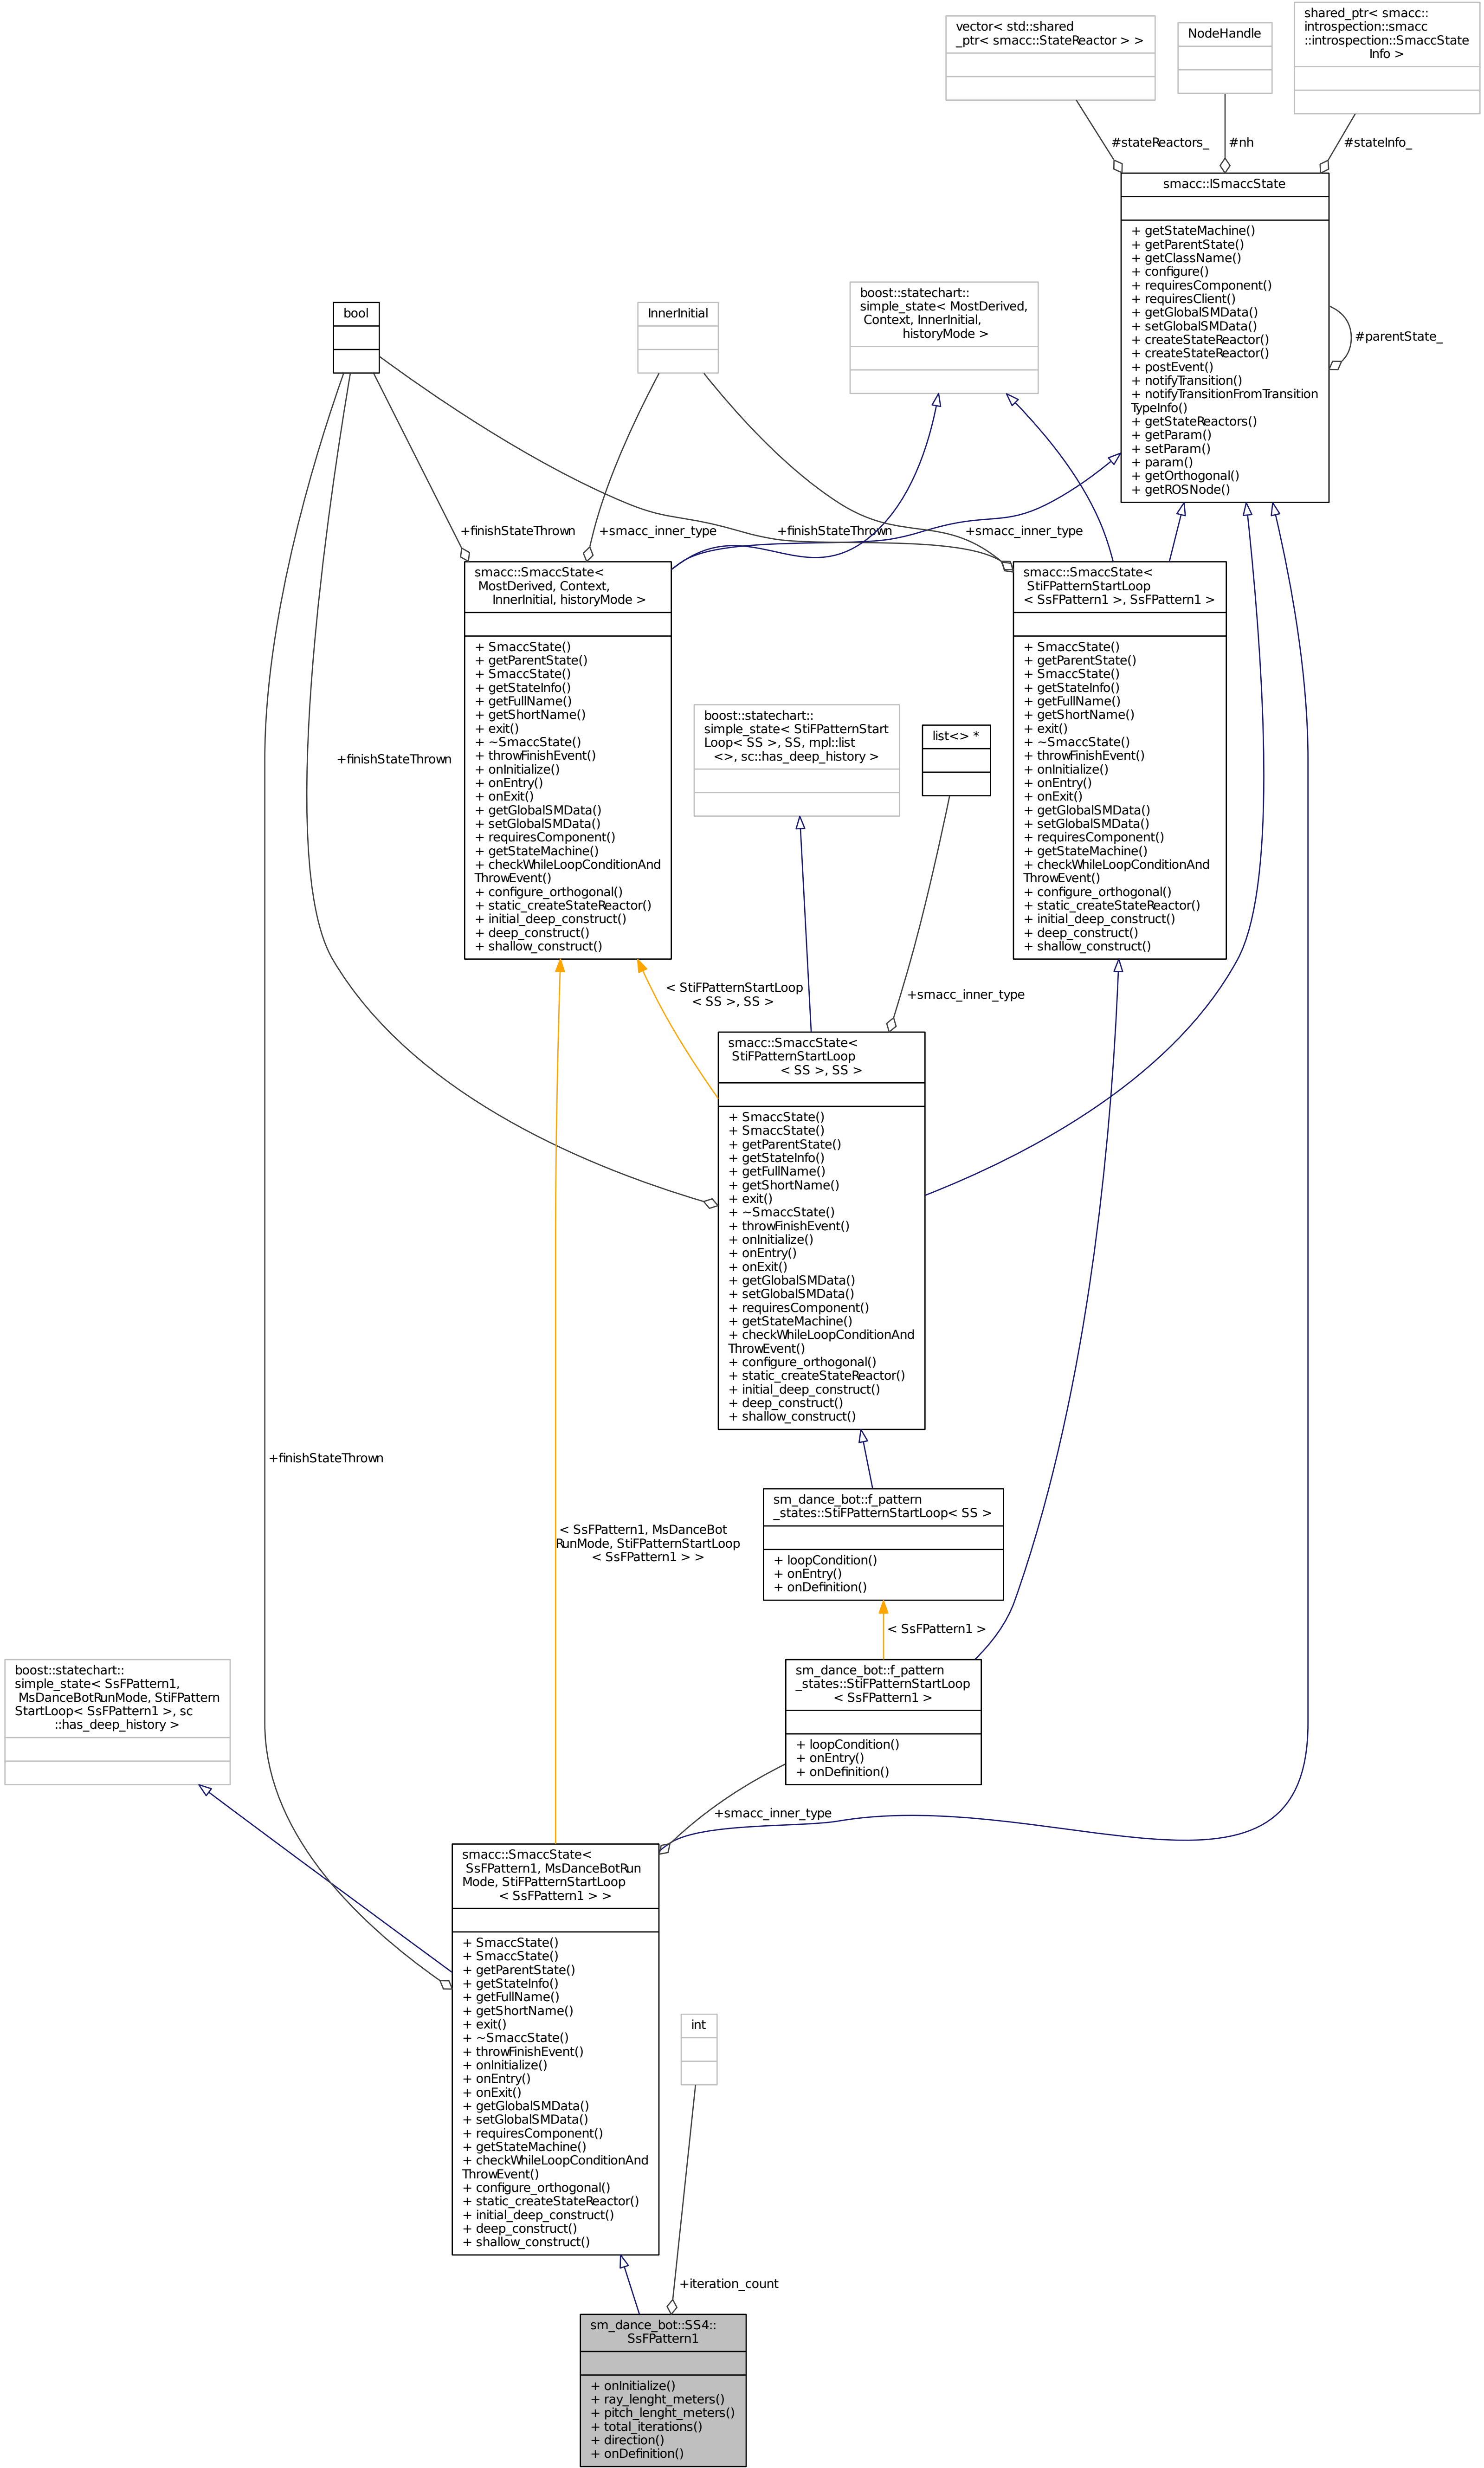 vector< std::shared
_ptr< smacc::StateReactor > >
NodeHandle
shared_ptr< smacc::
introspection::smacc
::introspection::SmaccState
Info >
#stateReactors_
#nh
#stateInfo_
smacc::ISmaccState
+ getStateMachine()
+ getParentState()
+ getClassName()
+ configure()
+ requiresComponent()
+ requiresClient()
+ getGlobalSMData()
+ setGlobalSMData()
+ createStateReactor()
+ createStateReactor()
+ postEvent()
+ notifyTransition()
+ notifyTransitionFromTransition
TypeInfo()
+ getStateReactors()
+ getParam()
+ setParam()
+ param()
+ getOrthogonal()
+ getROSNode()
#parentState_
bool
InnerInitial
boost::statechart::
simple_state< MostDerived,
Context, InnerInitial,
historyMode >
+finishStateThrown
+smacc_inner_type
+finishStateThrown
+smacc_inner_type
smacc::SmaccState<
MostDerived, Context,
InnerInitial, historyMode >
+ SmaccState()
+ getParentState()
+ SmaccState()
+ getStateInfo()
+ getFullName()
+ getShortName()
+ exit()
+ ~SmaccState()
+ throwFinishEvent()
+ onInitialize()
+ onEntry()
+ onExit()
+ getGlobalSMData()
+ setGlobalSMData()
+ requiresComponent()
+ getStateMachine()
+ checkWhileLoopConditionAnd
ThrowEvent()
+ configure_orthogonal()
+ static_createStateReactor()
+ initial_deep_construct()
+ deep_construct()
+ shallow_construct()
smacc::SmaccState<
StiFPatternStartLoop
< SsFPattern1 >, SsFPattern1 >
+ SmaccState()
+ getParentState()
+ SmaccState()
+ getStateInfo()
+ getFullName()
+ getShortName()
+ exit()
+ ~SmaccState()
+ throwFinishEvent()
+ onInitialize()
+ onEntry()
+ onExit()
+ getGlobalSMData()
+ setGlobalSMData()
+ requiresComponent()
+ getStateMachine()
+ checkWhileLoopConditionAnd
ThrowEvent()
+ configure_orthogonal()
+ static_createStateReactor()
+ initial_deep_construct()
+ deep_construct()
+ shallow_construct()
boost::statechart::
simple_state< StiFPatternStart
Loop< SS >, SS, mpl::list
<>, sc::has_deep_history >
list<> *
+finishStateThrown
< StiFPatternStartLoop
< SS >, SS >
+smacc_inner_type
smacc::SmaccState<
StiFPatternStartLoop
< SS >, SS >
+ SmaccState()
+ SmaccState()
+ getParentState()
+ getStateInfo()
+ getFullName()
+ getShortName()
+ exit()
+ ~SmaccState()
+ throwFinishEvent()
+ onInitialize()
+ onEntry()
+ onExit()
+ getGlobalSMData()
+ setGlobalSMData()
+ requiresComponent()
+ getStateMachine()
+ checkWhileLoopConditionAnd
ThrowEvent()
+ configure_orthogonal()
+ static_createStateReactor()
+ initial_deep_construct()
+ deep_construct()
+ shallow_construct()
+finishStateThrown
sm_dance_bot::f_pattern
_states::StiFPatternStartLoop< SS >
+ loopCondition()
+ onEntry()
+ onDefinition()
< SsFPattern1, MsDanceBot
RunMode, StiFPatternStartLoop
< SsFPattern1 > >
< SsFPattern1 >
boost::statechart::
simple_state< SsFPattern1,
MsDanceBotRunMode, StiFPattern
StartLoop< SsFPattern1 >, sc
::has_deep_history >
sm_dance_bot::f_pattern
_states::StiFPatternStartLoop
< SsFPattern1 >
+ loopCondition()
+ onEntry()
+ onDefinition()
+smacc_inner_type
smacc::SmaccState<
SsFPattern1, MsDanceBotRun
Mode, StiFPatternStartLoop
< SsFPattern1 > >
+ SmaccState()
+ SmaccState()
+ getParentState()
+ getStateInfo()
+ getFullName()
+ getShortName()
+ exit()
+ ~SmaccState()
+ throwFinishEvent()
+ onInitialize()
+ onEntry()
+ onExit()
+ getGlobalSMData()
+ setGlobalSMData()
+ requiresComponent()
+ getStateMachine()
+ checkWhileLoopConditionAnd
ThrowEvent()
+ configure_orthogonal()
+ static_createStateReactor()
+ initial_deep_construct()
+ deep_construct()
+ shallow_construct()
int
+iteration_count
sm_dance_bot::SS4::
SsFPattern1
+ onInitialize()
+ ray_lenght_meters()
+ pitch_lenght_meters()
+ total_iterations()
+ direction()
+ onDefinition()